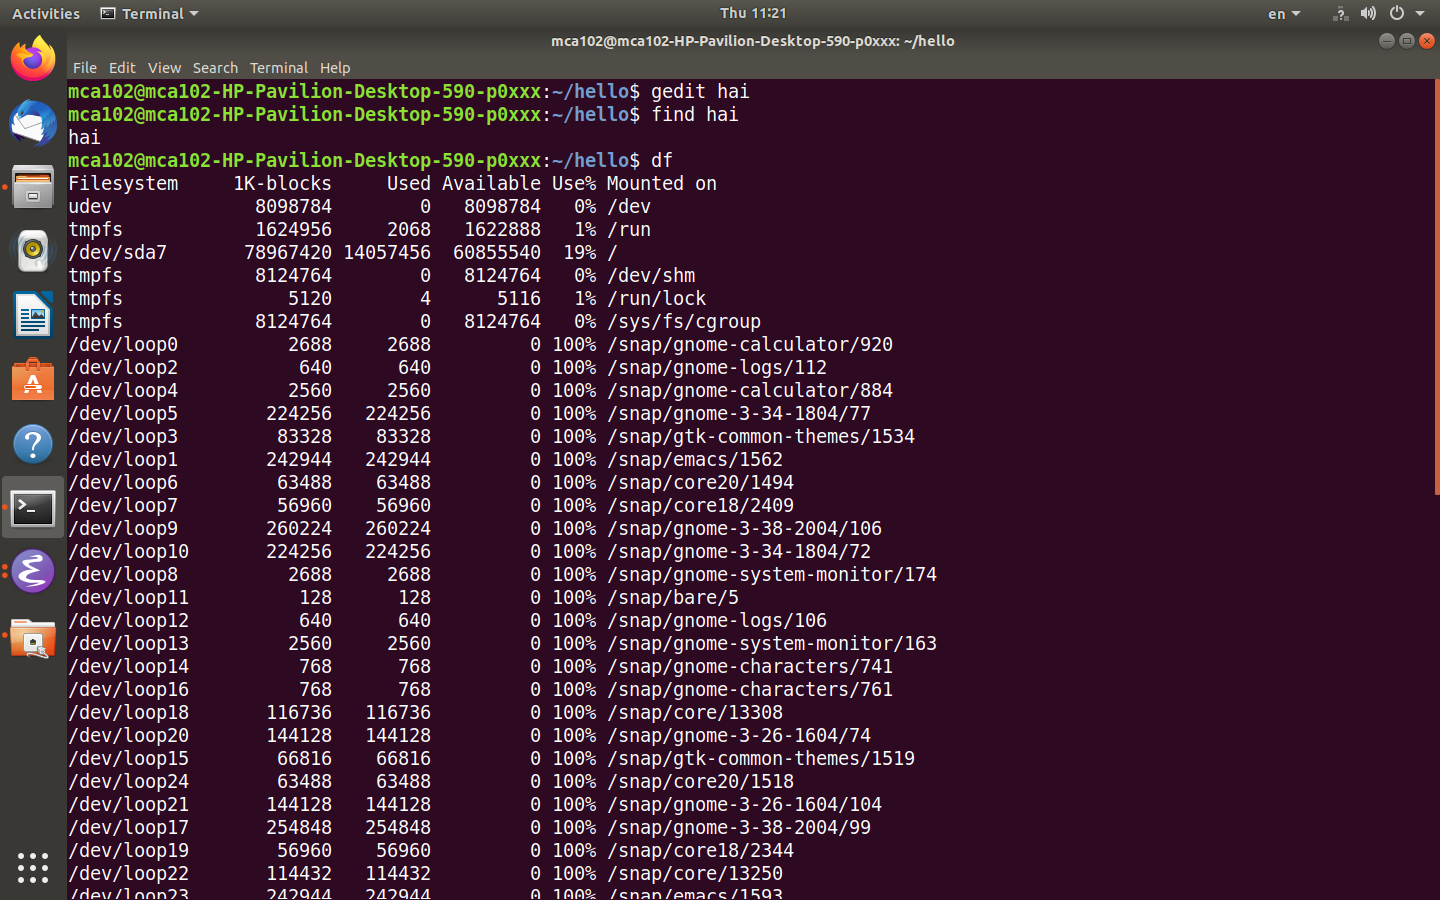 Activities Terminal Thu 11:21 en
mca102@mca102-HP-Pavilion-Desktop-590-p0xxx: ~/hello
File Edit View Search Terminal Help
mca102@mca102-HP-Pavilion-Desktop-590-p0xxx:~/hello$ gedit hai
mca102@mca102-HP-Pavilion-Desktop-590-p0xxx:~/hello$ find hai
hai
mca102@mca102-HP-Pavilion-Desktop-590-p0xxx:~/hello$ df
Filesystem     1K-blocks     Used Available Use% Mounted on
udev             8098784        0   8098784   0% /dev
tmpfs            1624956     2068   1622888   1% /run
/dev/sda7       78967420 14057456  60855540  19% /
tmpfs            8124764        0   8124764   0% /dev/shm
tmpfs               5120        4      5116   1% /run/lock
tmpfs            8124764        0   8124764   0% /sys/fs/cgroup
/dev/loop0          2688     2688         0 100% /snap/gnome-calculator/920
/dev/loop2           640      640         0 100% /snap/gnome-logs/112
/dev/loop4          2560     2560         0 100% /snap/gnome-calculator/884
/dev/loop5        224256   224256         0 100% /snap/gnome-3-34-1804/77
/dev/loop3         83328    83328         0 100% /snap/gtk-common-themes/1534
/dev/loop1        242944   242944         0 100% /snap/emacs/1562
/dev/loop6         63488    63488         0 100% /snap/core20/1494
/dev/loop7         56960    56960         0 100% /snap/core18/2409
/dev/loop9        260224   260224         0 100% /snap/gnome-3-38-2004/106
/dev/loop10       224256   224256         0 100% /snap/gnome-3-34-1804/72
/dev/loop8          2688     2688         0 100% /snap/gnome-system-monitor/174
/dev/loop11          128      128         0 100% /snap/bare/5
/dev/loop12          640      640         0 100% /snap/gnome-logs/106
/dev/loop13         2560     2560         0 100% /snap/gnome-system-monitor/163
/dev/loop14          768      768         0 100% /snap/gnome-characters/741
/dev/loop16          768      768         0 100% /snap/gnome-characters/761
/dev/loop18       116736   116736         0 100% /snap/core/13308
/dev/loop20       144128   144128         0 100% /snap/gnome-3-26-1604/74
/dev/loop15        66816    66816         0 100% /snap/gtk-common-themes/1519
/dev/loop24        63488    63488         0 100% /snap/core20/1518
/dev/loop21       144128   144128         0 100% /snap/gnome-3-26-1604/104
/dev/loop17       254848   254848         0 100% /snap/gnome-3-38-2004/99
/dev/loop19        56960    56960         0 100% /snap/core18/2344
/dev/loop22       114432   114432         0 100% /snap/core/13250
/dev/loop23       242944   242944         0 100% /snap/emacs/1593